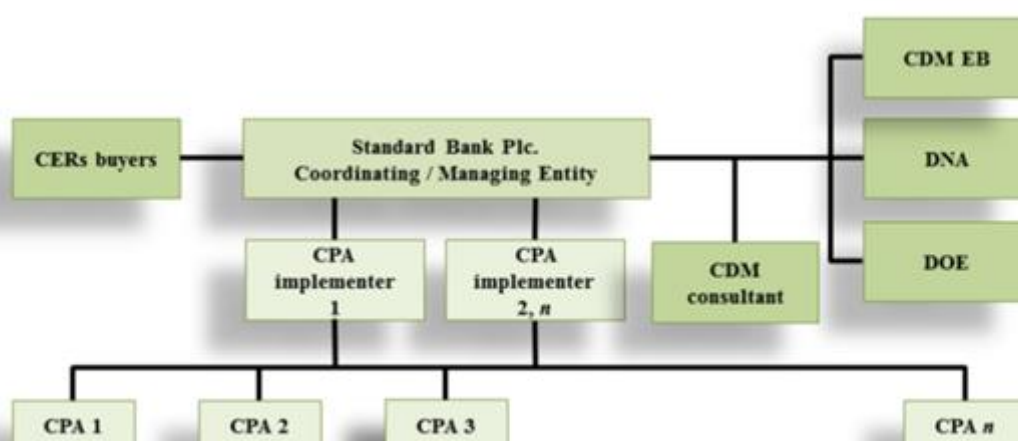 CDM EB
CERs buyers
Standard Bank Plc.
Coordinating / Managing Entity
DNA
CPA
implementer
1
CPA
implementer
2, n
CDM
consultant
DOE
CPA 1
CPA 2
CPA 3
CPA n